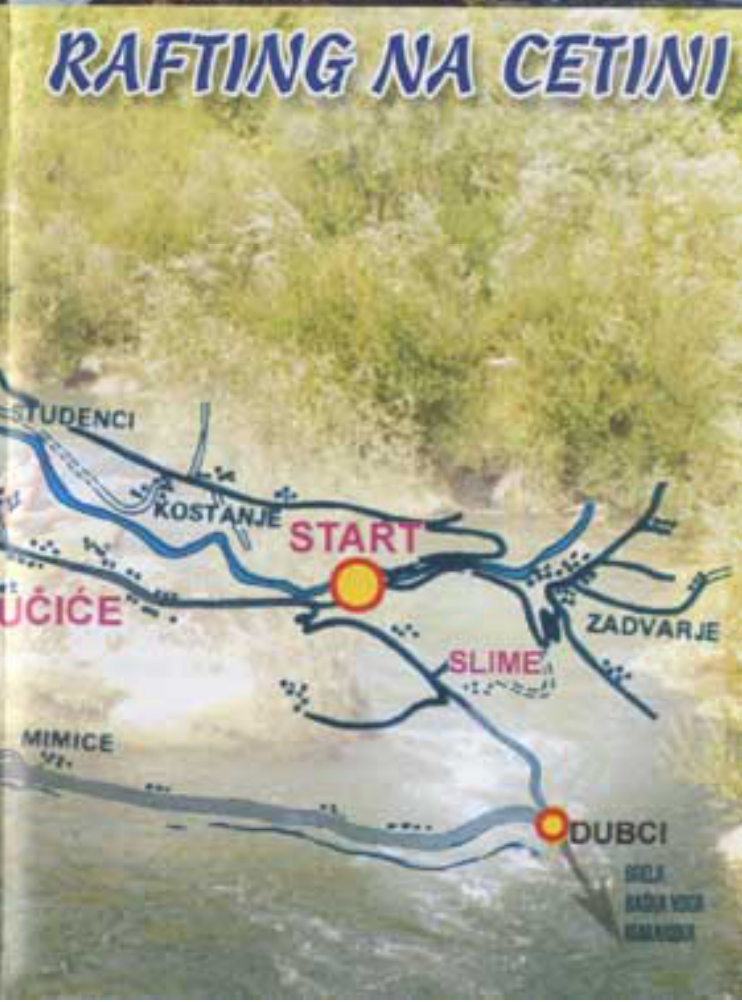 RAFTING NA CETINI
STUDENCI
KOSTANJE
START
UČIĆE
ZADVARJE
SLIME
MIMICE
DUBCI
BRELA
BAŠKA VODA
MAKARSKA